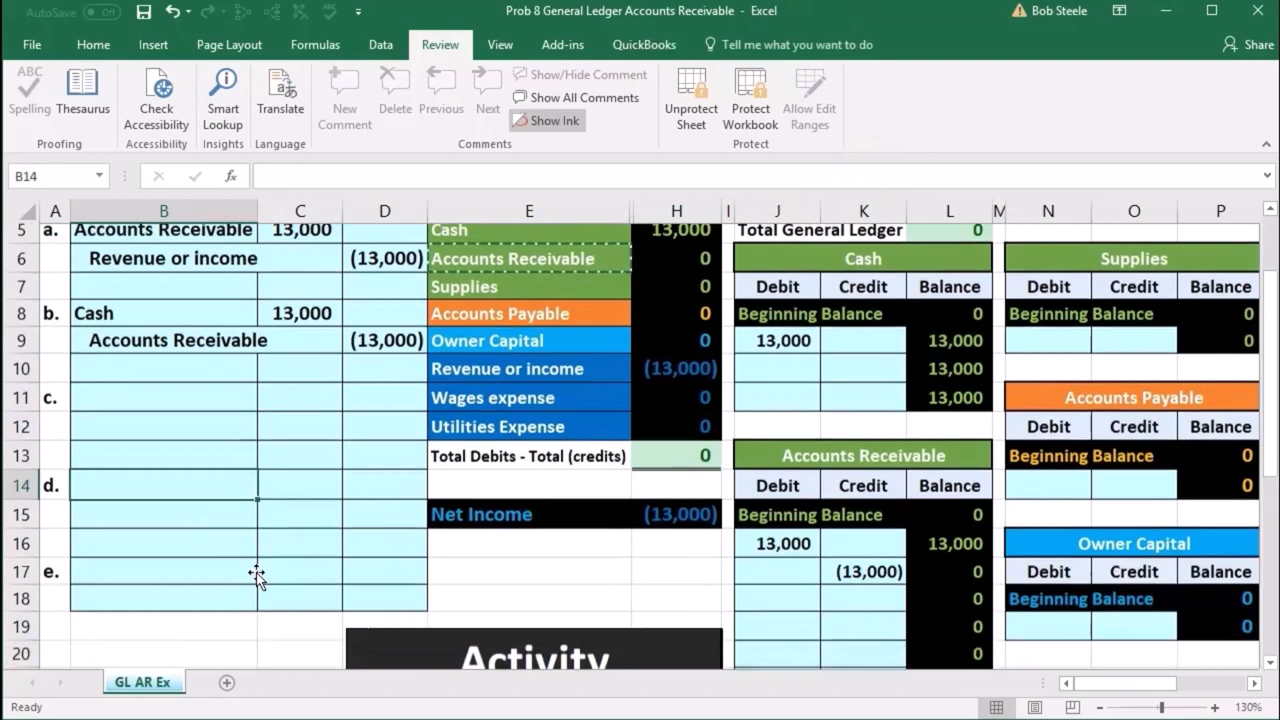 AutoSave Off Prob 8 General Ledger Accounts Receivable - Excel Bob Steele
File Home Insert Page Layout Formulas Data Review View Add-ins QuickBooks Tell me what you want to do Share
ABC
Spelling Thesaurus Check Accessibility Smart Lookup Translate New Comment Delete Previous Next Show/Hide Comment Show All Comments Show Ink Unprotect Sheet Protect Workbook Allow Edit Ranges
Proofing Accessibility Insights Language Comments Protect
B14 fx
A B C D E H I J K L M N O P
5 a. Accounts Receivable 13,000 Cash 13,000 Total General Ledger 0
6 Revenue or income (13,000) Accounts Receivable 0 Cash Supplies
7 Supplies 0 Debit Credit Balance Debit Credit Balance
8 b. Cash 13,000 Accounts Payable 0 Beginning Balance 0 Beginning Balance 0
9 Accounts Receivable (13,000) Owner Capital 0 13,000 13,000 0
10 Revenue or income (13,000) 13,000
11 c. Wages expense 0 13,000 Accounts Payable
12 Utilities Expense 0 Debit Credit Balance
13 Total Debits - Total (credits) 0 Accounts Receivable Beginning Balance 0
14 d. Debit Credit Balance 0
15 Net Income (13,000) Beginning Balance 0
16 13,000 13,000 Owner Capital
17 e. (13,000) 0 Debit Credit Balance
18 0 Beginning Balance 0
19 0 0
20 Activity 0
GL AR Ex
Ready 130%